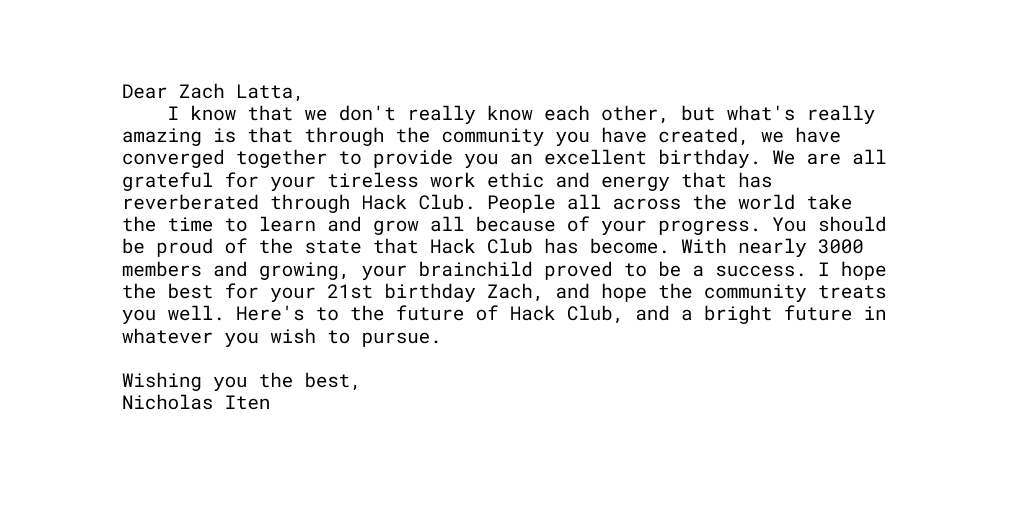 Dear Zach Latta,
    I know that we don't really know each other, but what's really
amazing is that through the community you have created, we have
converged together to provide you an excellent birthday. We are all
grateful for your tireless work ethic and energy that has
reverberated through Hack Club. People all across the world take
the time to learn and grow all because of your progress. You should
be proud of the state that Hack Club has become. With nearly 3000
members and growing, your brainchild proved to be a success. I hope
the best for your 21st birthday Zach, and hope the community treats
you well. Here's to the future of Hack Club, and a bright future in
whatever you wish to pursue.

Wishing you the best,
Nicholas Iten